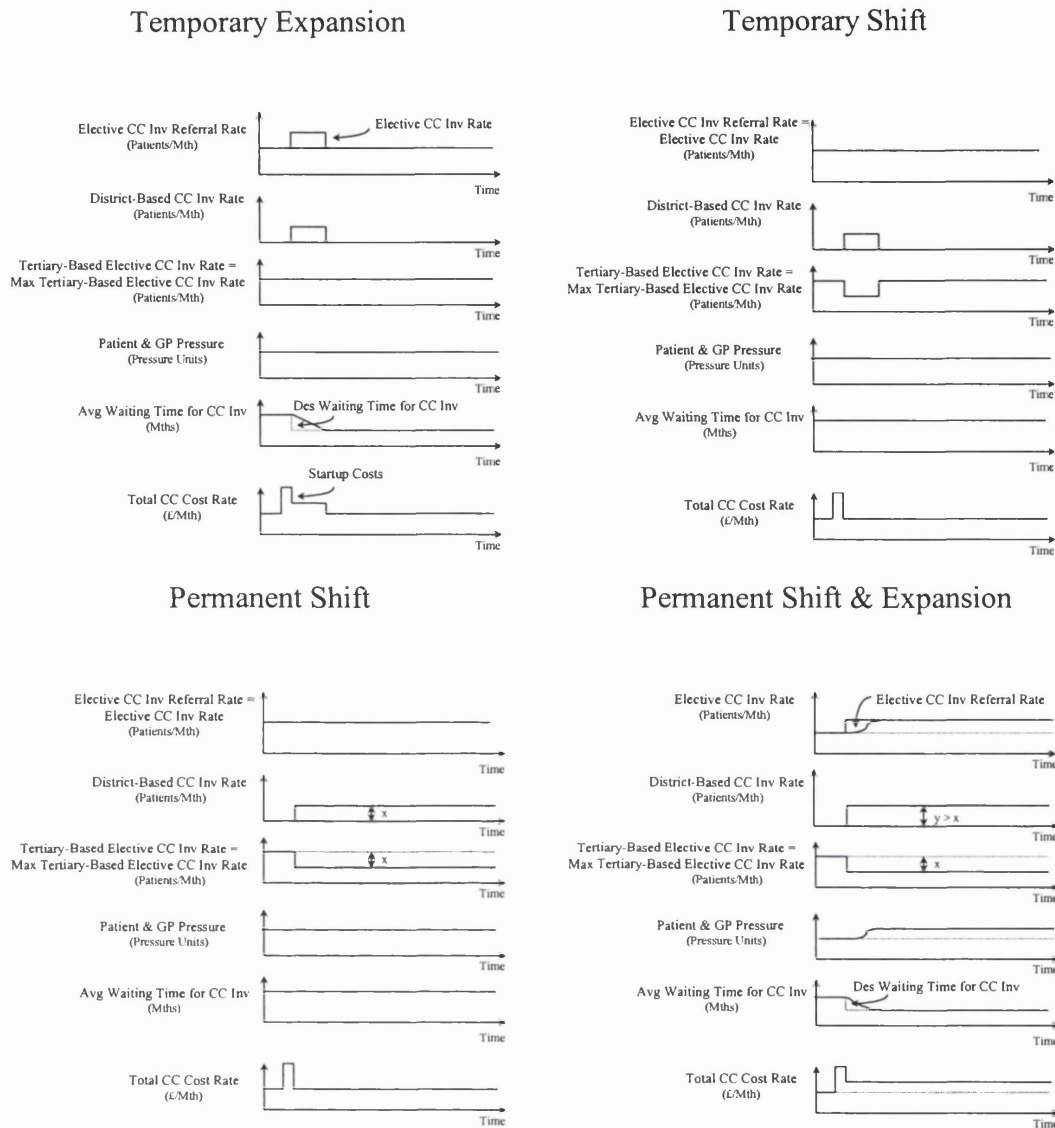 Temporary Expansion
Elective CC Inv Referral Rate
(Patients/Mth)
Elective CC Inv Rate
Time
District-Based CC Inv Rate
(Patients/Mth)
Time
Tertiary-Based Elective CC Inv Rate =
Max Tertiary-Based Elective CC Inv Rate
(Patients/Mth)
Time
Patient & GP Pressure
(Pressure Units)
Time
Avg Waiting Time for CC Inv
(Mths)
Des Waiting Time for CC Inv
Time
Total CC Cost Rate
(£/Mth)
Startup Costs
Time
Temporary Shift
Elective CC Inv Referral Rate =
Elective CC Inv Rate
(Patients/Mth)
Time
District-Based CC Inv Rate
(Patients/Mth)
Time
Tertiary-Based Elective CC Inv Rate =
Max Tertiary-Based Elective CC Inv Rate
(Patients/Mth)
Time
Patient & GP Pressure
(Pressure Units)
Time
Avg Waiting Time for CC Inv
(Mths)
Time
Total CC Cost Rate
(£/Mth)
Time
Permanent Shift
Elective CC Inv Referral Rate =
Elective CC Inv Rate
(Patients/Mth)
Time
District-Based CC Inv Rate
(Patients/Mth)
x
Time
Tertiary-Based Elective CC Inv Rate =
Max Tertiary-Based Elective CC Inv Rate
(Patients/Mth)
x
Time
Patient & GP Pressure
(Pressure Units)
Time
Avg Waiting Time for CC Inv
(Mths)
Time
Total CC Cost Rate
(£/Mth)
Time
Permanent Shift & Expansion
Elective CC Inv Rate
(Patients/Mth)
Elective CC Inv Referral Rate
Time
District-Based CC Inv Rate
(Patients/Mth)
y > x
Time
Tertiary-Based Elective CC Inv Rate =
Max Tertiary-Based Elective CC Inv Rate
(Patients/Mth)
x
Time
Patient & GP Pressure
(Pressure Units)
Time
Avg Waiting Time for CC Inv
(Mths)
Des Waiting Time for CC Inv
Time
Total CC Cost Rate
(£/Mth)
Time